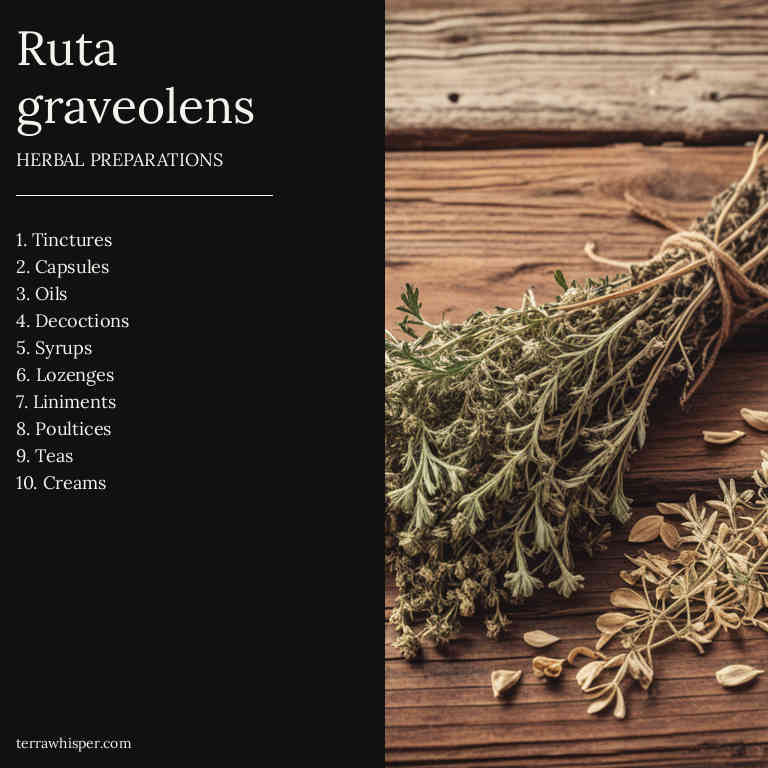 Ruta
graveolens
HERBAL PREPARATIONS
1. Tinctures
2. Capsules
3. Oils
4. Decoctions
5. Syrups
6. Lozenges
7. Liniments
8. Poultices
9. Teas
10. Creams
terrawhisper.com